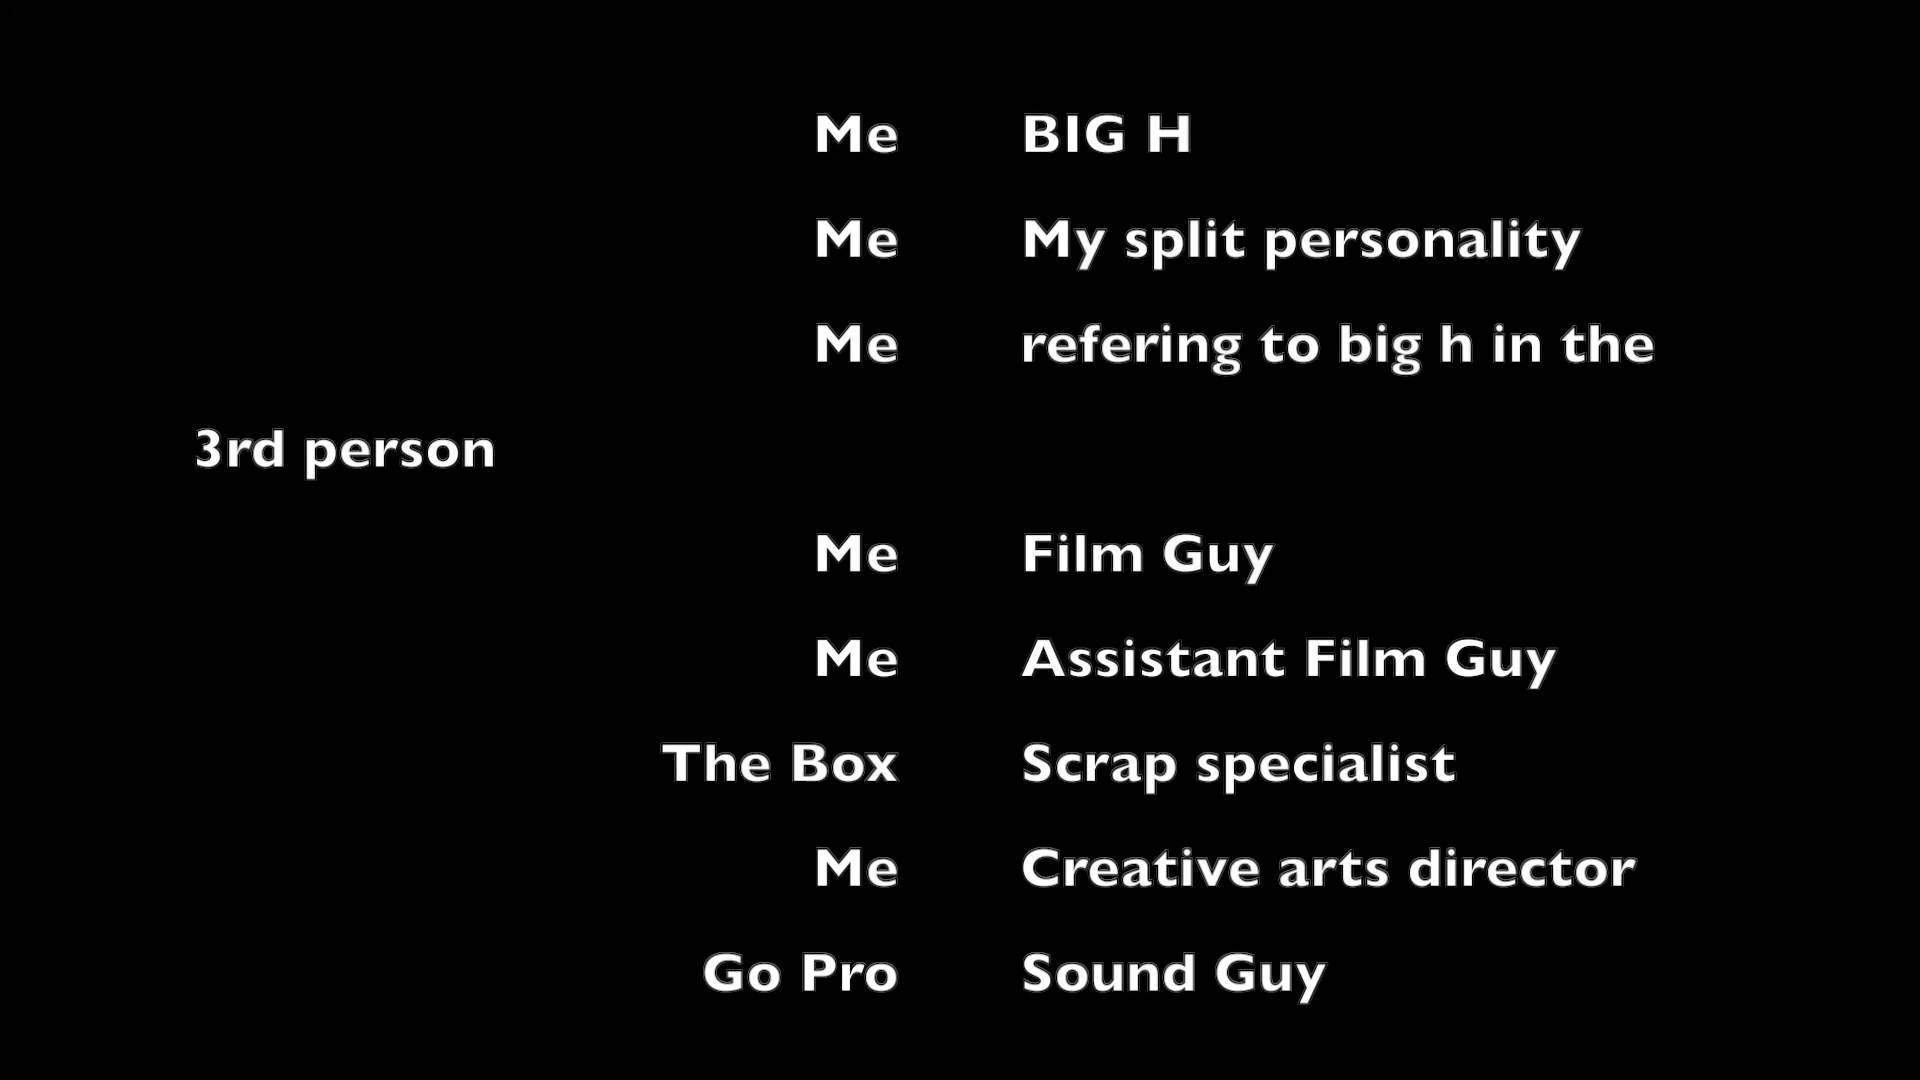 Me BIG H
Me My split personality
Me refering to big h in the
3rd person
Me Film Guy
Me Assistant Film Guy
The Box Scrap specialist
Me Creative arts director
Go Pro Sound Guy